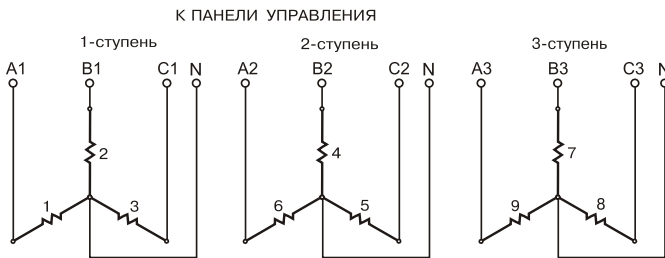 К ПАНЕЛИ УПРАВЛЕНИЯ
1-ступень 2-ступень 3-ступень
A1 B1 C1 N A2 B2 C2 N A3 B3 C3 N
2 4 7
1 3 6 5 9 8